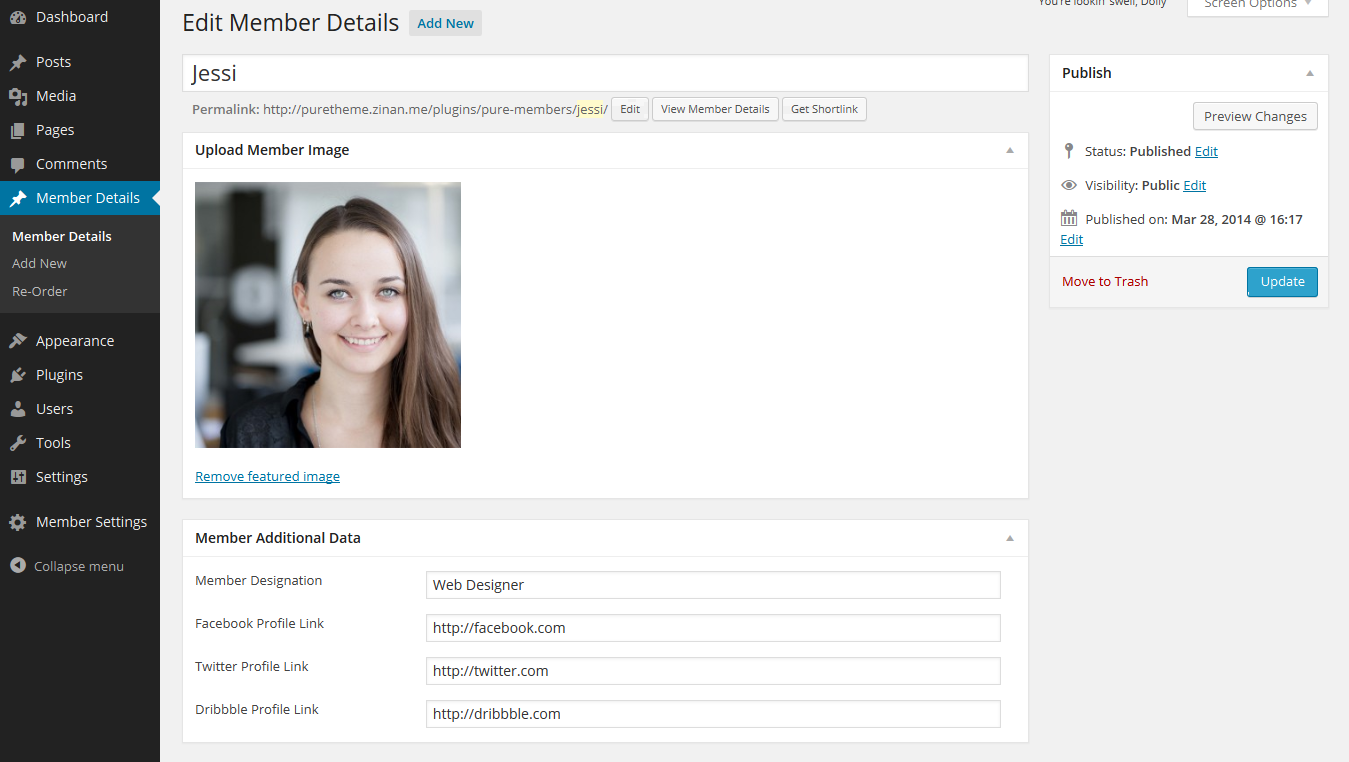 Dashboard
Posts
Media
Pages
Comments
Member Details
Member Details
Add New
Re-Order
Appearance
Plugins
Users
Tools
Settings
Member Settings
Collapse menu
You're lookin' swell, Dolly
Screen Options
Edit Member Details Add New
Jessi
Permalink: http://puretheme.zinan.me/plugins/pure-members/jessi/ Edit View Member Details Get Shortlink
Upload Member Image
Remove featured image
Member Additional Data
Member Designation Web Designer
Facebook Profile Link http://facebook.com
Twitter Profile Link http://twitter.com
Dribbble Profile Link http://dribbble.com
Publish
Preview Changes
Status: Published Edit
Visibility: Public Edit
Published on: Mar 28, 2014 @ 16:17
Edit
Move to Trash Update